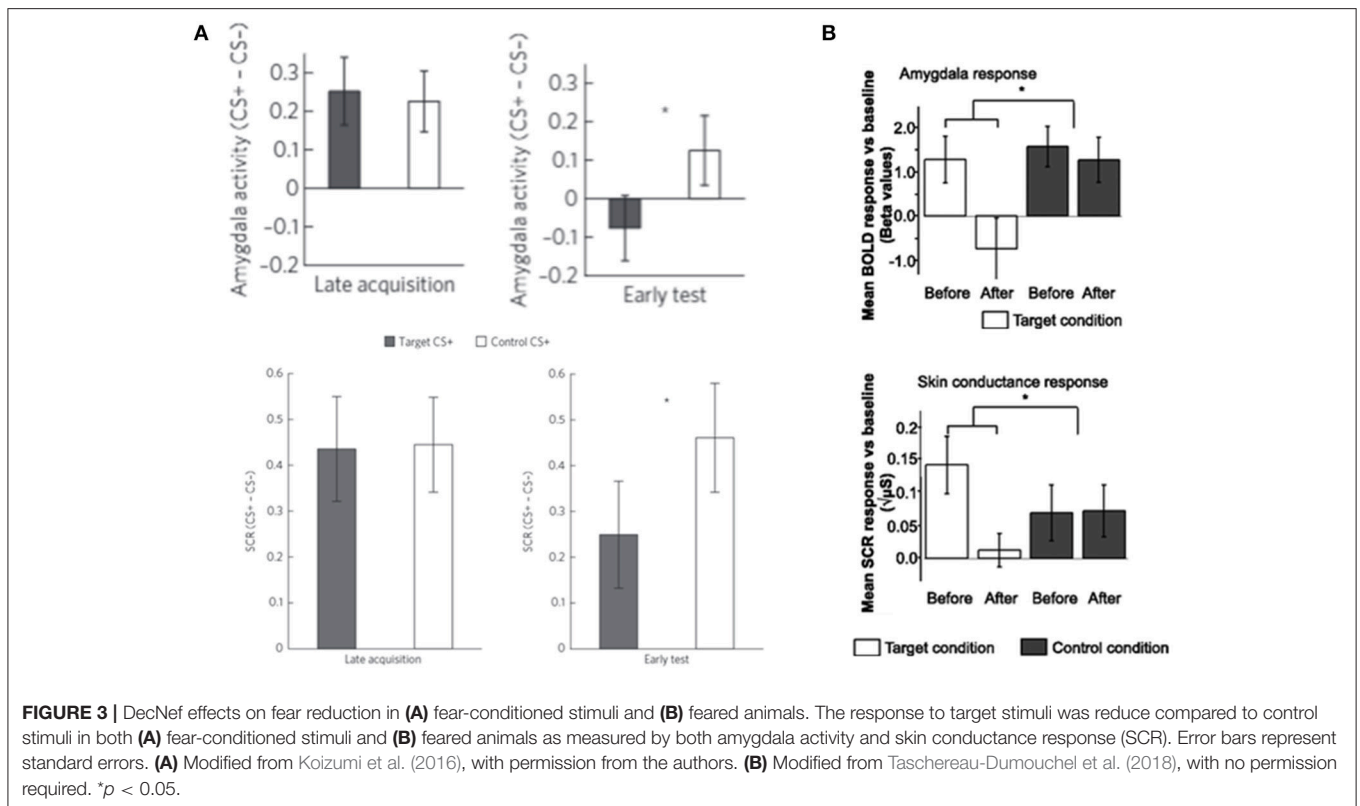 A
Amygdala activity (CS+ - CS-)
0.3
0.2
0.1
0
-0.1
-0.2
Late acquisition
Amygdala activity (CS+ - CS-)
0.3
0.2
0.1
0
-0.1
-0.2
*
Early test
Target CS+ Control CS+
SCR (CS+ - CS-)
0.6
0.5
0.4
0.3
0.2
0.1
0
Late acquisition
SCR (CS+ - CS-)
0.6
0.5
0.4
0.3
0.2
0.1
0
*
Early test
B
Amygdala response
*
Mean BOLD response vs baseline
(Beta values)
2.0
1.0
0.0
-1.0
Before After Before After
Target condition
Skin conductance response
*
Mean SCR response vs baseline
(√µS)
0.2
0.15
0.1
0.05
0.0
Before After Before After
Target condition Control condition
FIGURE 3 | DecNef effects on fear reduction in (A) fear-conditioned stimuli and (B) feared animals. The response to target stimuli was reduce compared to control
stimuli in both (A) fear-conditioned stimuli and (B) feared animals as measured by both amygdala activity and skin conductance response (SCR). Error bars represent
standard errors. (A) Modified from Koizumi et al. (2016), with permission from the authors. (B) Modified from Taschereau-Dumouchel et al. (2018), with no permission
required. *p < 0.05.